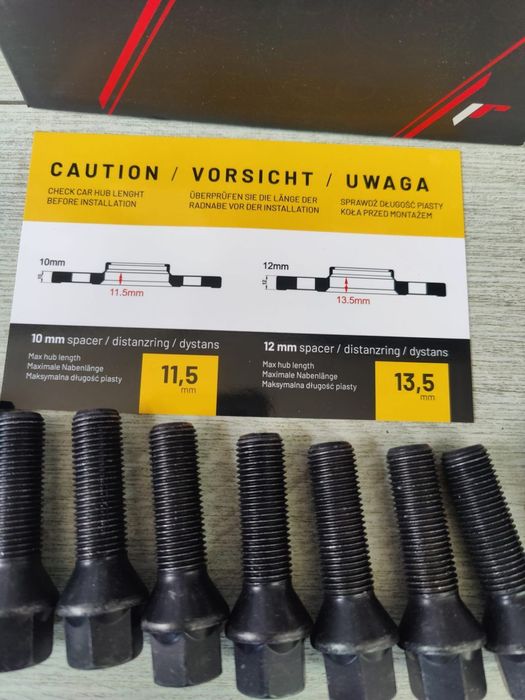 CAUTION / VORSICHT / UWAGA
CHECK CAR HUB LENGHT
BEFORE INSTALLATION
ÜBERPRÜFEN SIE DIE LÄNGE DER
RADNABE VOR DER INSTALLATION
SPRAWDŹ DŁUGOŚĆ PIASTY
KOŁA PRZED MONTAŻEM
10mm
10
11.5mm
12mm
12
13.5mm
10 mm spacer / distanzring / dystans
Max hub length
Maximale Nabenlänge
Maksymalna długość piasty
11,5
mm
12 mm spacer / distanzring / dystans
Max hub length
Maximale Nabenlänge
Maksymalna długość piasty
13,5
mm